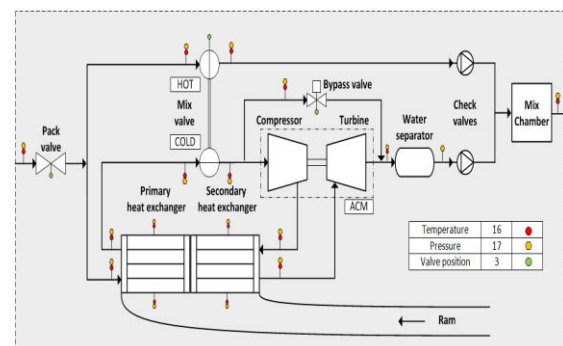 HOT
Bypass valve
Mix
valve
Pack
valve
COLD
Compressor
Turbine
Water
separator
Check
valves
Mix
Chamber
Primary
heat exchanger
Secondary
heat exchanger
ACM
Temperature 16
Pressure 17
Valve position 3
Ram